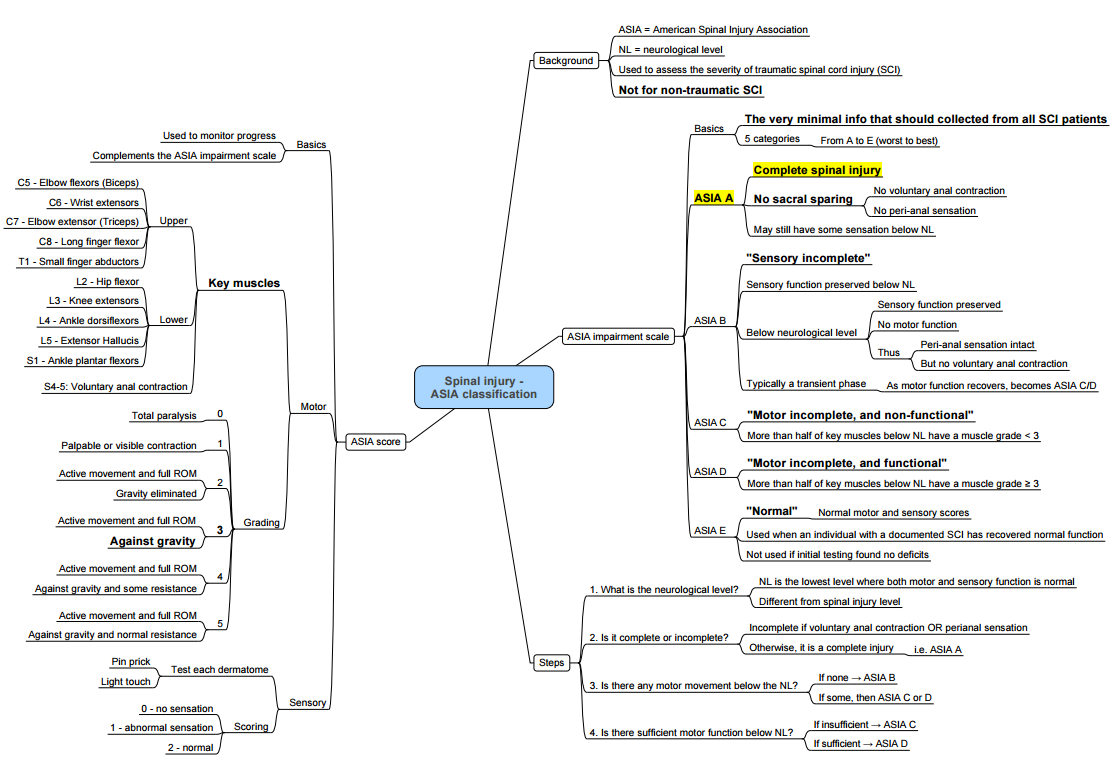 Spinal injury -
ASIA classification
Background
ASIA = American Spinal Injury Association
NL = neurological level
Used to assess the severity of traumatic spinal cord injury (SCI)
Not for non-traumatic SCI
ASIA impairment scale
Basics
The very minimal info that should collected from all SCI patients
5 categories
From A to E (worst to best)
ASIA A
Complete spinal injury
No sacral sparing
No voluntary anal contraction
No peri-anal sensation
May still have some sensation below NL
ASIA B
"Sensory incomplete"
Sensory function preserved below NL
Below neurological level
Sensory function preserved
No motor function
Thus
Peri-anal sensation intact
But no voluntary anal contraction
Typically a transient phase
As motor function recovers, becomes ASIA C/D
ASIA C
"Motor incomplete, and non-functional"
More than half of key muscles below NL have a muscle grade < 3
ASIA D
"Motor incomplete, and functional"
More than half of key muscles below NL have a muscle grade ≥ 3
ASIA E
"Normal"
Normal motor and sensory scores
Used when an individual with a documented SCI has recovered normal function
Not used if initial testing found no deficits
Steps
1. What is the neurological level?
NL is the lowest level where both motor and sensory function is normal
Different from spinal injury level
2. Is it complete or incomplete?
Incomplete if voluntary anal contraction OR perianal sensation
Otherwise, it is a complete injury
i.e. ASIA A
3. Is there any motor movement below the NL?
If none → ASIA B
If some, then ASIA C or D
4. Is there sufficient motor function below NL?
If insufficient → ASIA C
If sufficient → ASIA D
ASIA score
Basics
Used to monitor progress
Complements the ASIA impairment scale
Motor
Key muscles
Upper
C5 - Elbow flexors (Biceps)
C6 - Wrist extensors
C7 - Elbow extensor (Triceps)
C8 - Long finger flexor
T1 - Small finger abductors
Lower
L2 - Hip flexor
L3 - Knee extensors
L4 - Ankle dorsiflexors
L5 - Extensor Hallucis
S1 - Ankle plantar flexors
S4-5: Voluntary anal contraction
Grading
0
Total paralysis
1
Palpable or visible contraction
2
Active movement and full ROM
Gravity eliminated
3
Active movement and full ROM
Against gravity
4
Active movement and full ROM
Against gravity and some resistance
5
Active movement and full ROM
Against gravity and normal resistance
Sensory
Test each dermatome
Pin prick
Light touch
Scoring
0 - no sensation
1 - abnormal sensation
2 - normal